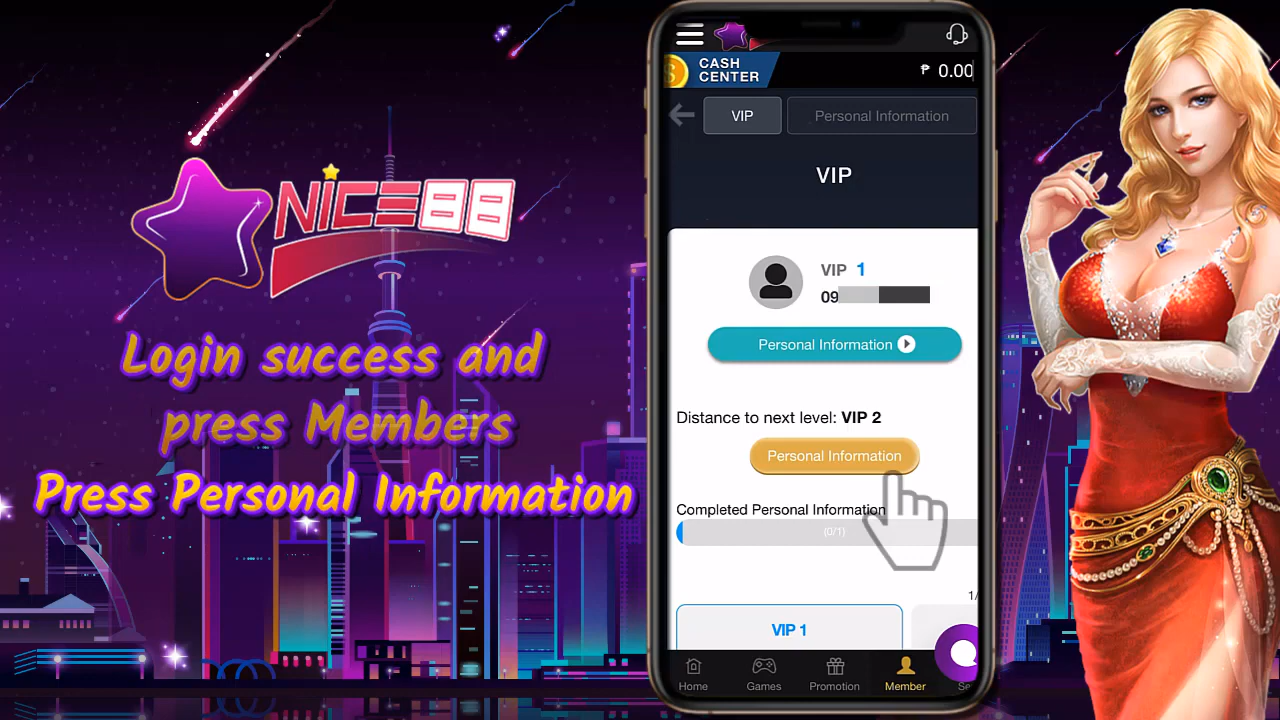 NICE88
Login success and
press Members
Press Personal Information
CASH
CENTER
₱ 0.00
VIP
Personal Information
VIP
VIP 1
09
Personal Information
Distance to next level: VIP 2
Personal Information
Completed Personal Information
(0/1)
1/
VIP 1
Home
Games
Promotion
Member
Se